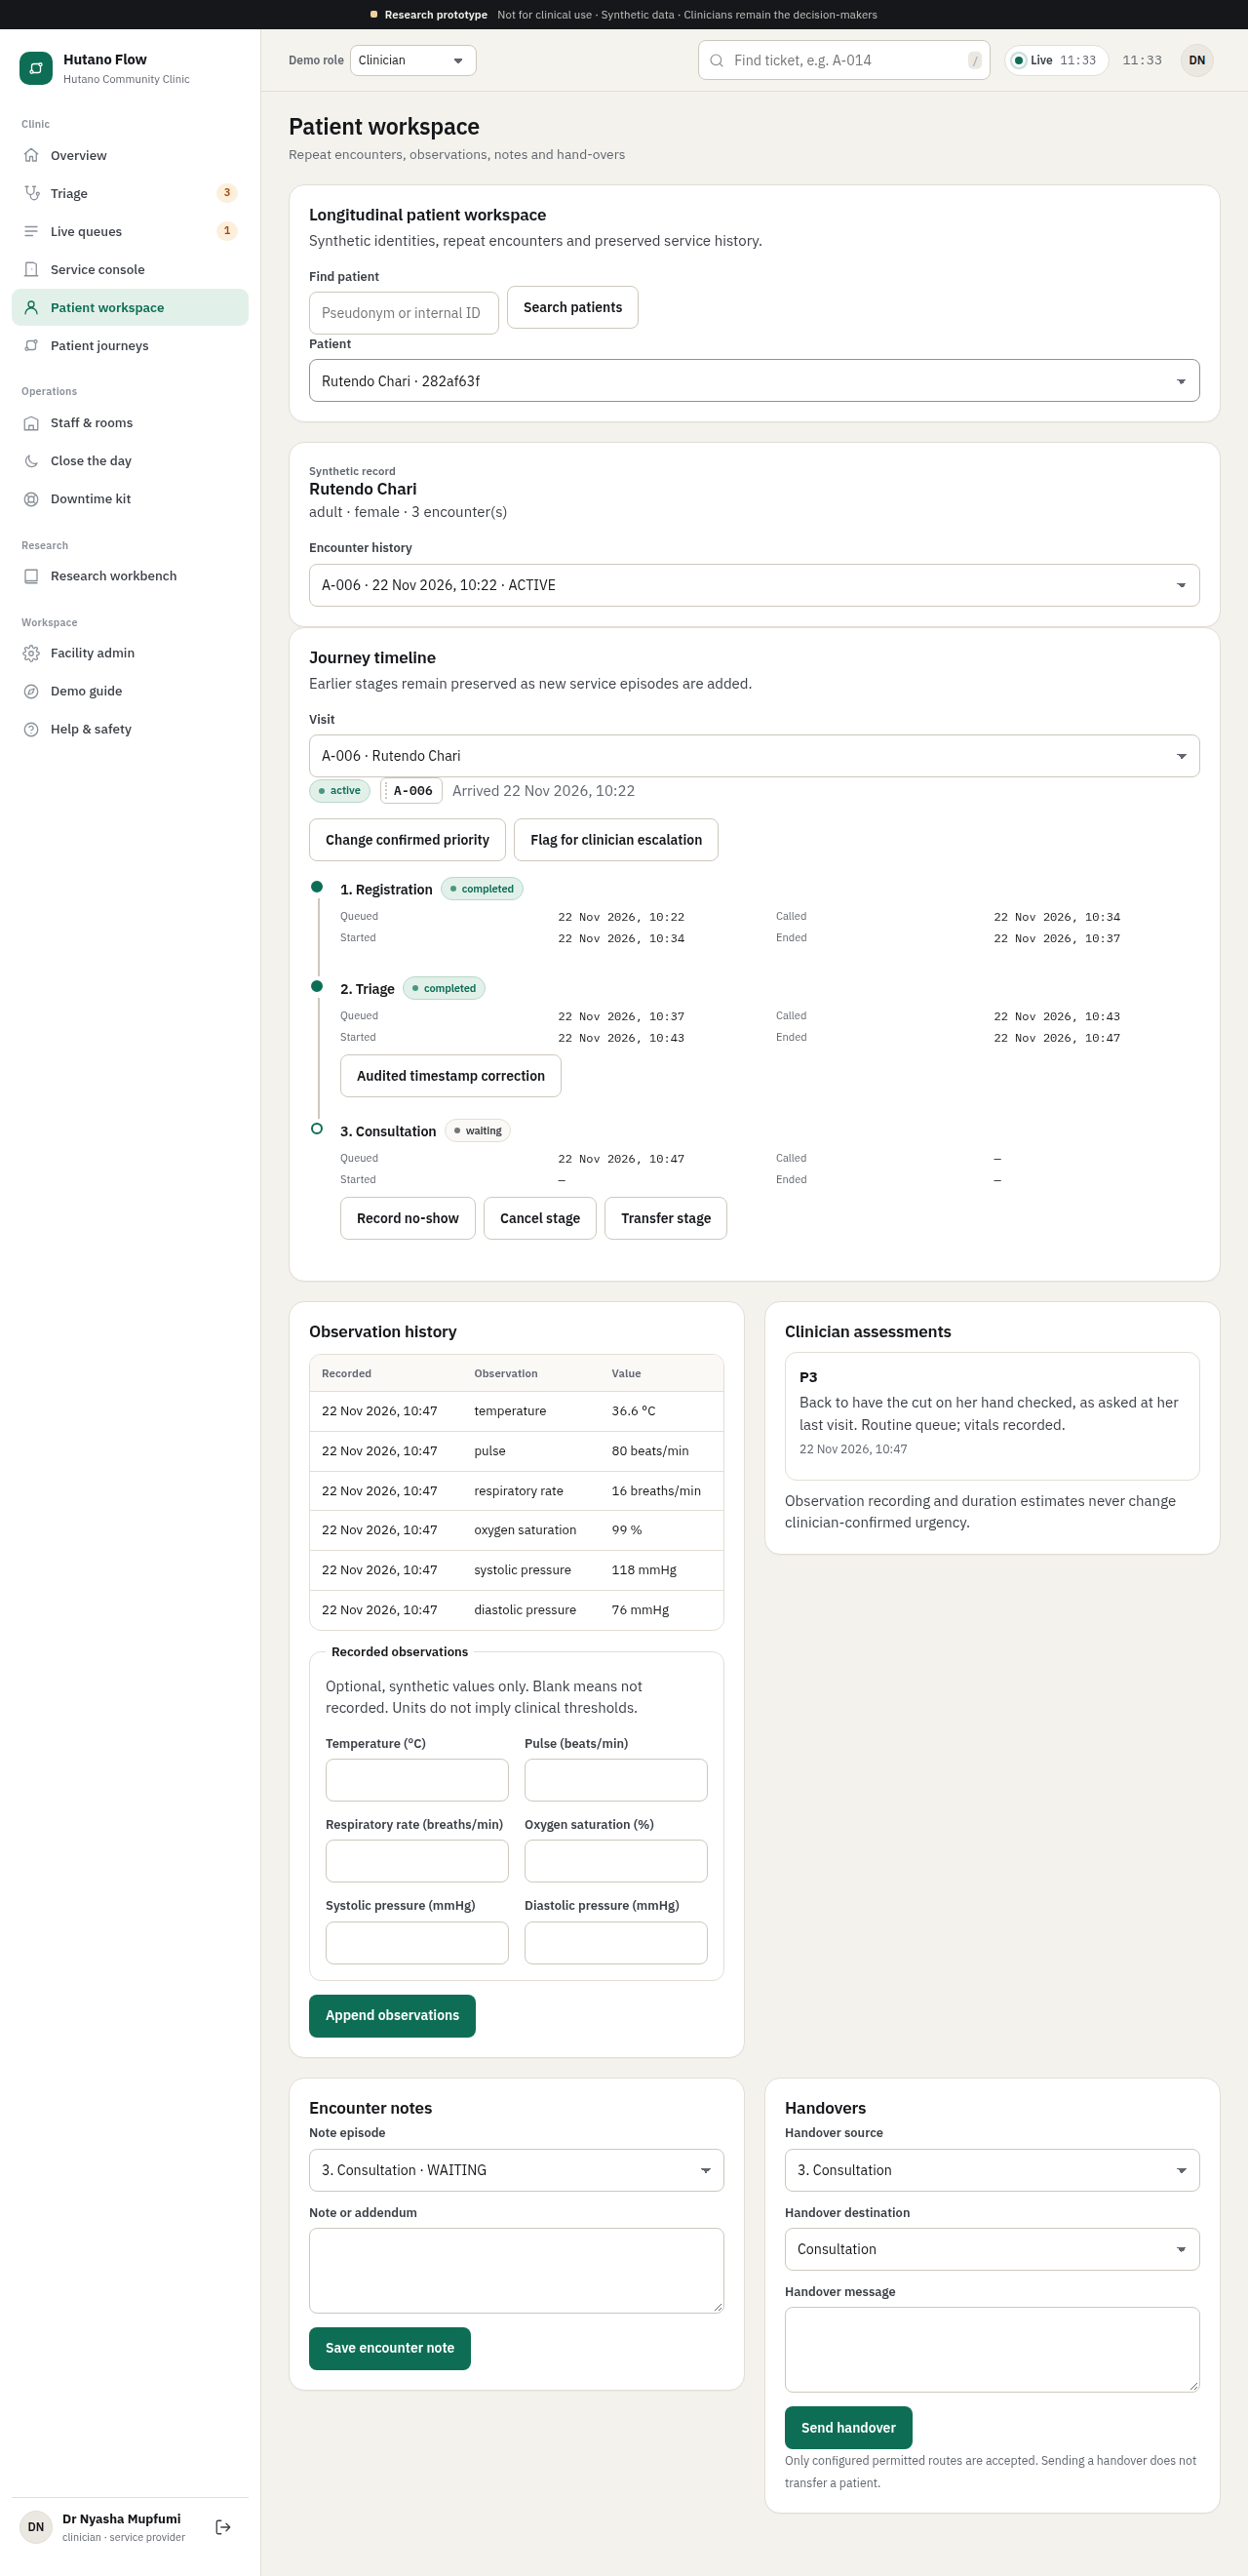 Research prototype Not for clinical use · Synthetic data · Clinicians remain the decision-makers
Hutano Flow
Hutano Community Clinic
Clinic
Overview
Triage 3
Live queues 1
Service console
Patient workspace
Patient journeys
Operations
Staff & rooms
Close the day
Downtime kit
Research
Research workbench
Workspace
Facility admin
Demo guide
Help & safety
Dr Nyasha Mupfumi
DN
clinician · service provider
Demo role Clinician
Find ticket, e.g. A-014 /
Live 11:33 11:33 DN
Patient workspace
Repeat encounters, observations, notes and hand-overs
Longitudinal patient workspace
Synthetic identities, repeat encounters and preserved service history.
Find patient
Pseudonym or internal ID Search patients
Patient
Rutendo Chari · 282af63f
Synthetic record
Rutendo Chari
adult · female · 3 encounter(s)
Encounter history
A-006 · 22 Nov 2026, 10:22 · ACTIVE
Journey timeline
Earlier stages remain preserved as new service episodes are added.
Visit
A-006 · Rutendo Chari
active A-006 Arrived 22 Nov 2026, 10:22
Change confirmed priority Flag for clinician escalation
1. Registration completed
Queued 22 Nov 2026, 10:22 Called 22 Nov 2026, 10:34
Started 22 Nov 2026, 10:34 Ended 22 Nov 2026, 10:37
2. Triage completed
Queued 22 Nov 2026, 10:37 Called 22 Nov 2026, 10:43
Started 22 Nov 2026, 10:43 Ended 22 Nov 2026, 10:47
Audited timestamp correction
3. Consultation waiting
Queued 22 Nov 2026, 10:47 Called —
Started — Ended —
Record no-show Cancel stage Transfer stage
Observation history
Recorded Observation Value
22 Nov 2026, 10:47 temperature 36.6 °C
22 Nov 2026, 10:47 pulse 80 beats/min
22 Nov 2026, 10:47 respiratory rate 16 breaths/min
22 Nov 2026, 10:47 oxygen saturation 99 %
22 Nov 2026, 10:47 systolic pressure 118 mmHg
22 Nov 2026, 10:47 diastolic pressure 76 mmHg
Recorded observations
Optional, synthetic values only. Blank means not
recorded. Units do not imply clinical thresholds.
Temperature (°C) Pulse (beats/min)
Respiratory rate (breaths/min) Oxygen saturation (%)
Systolic pressure (mmHg) Diastolic pressure (mmHg)
Append observations
Clinician assessments
P3
Back to have the cut on her hand checked, as asked at her
last visit. Routine queue; vitals recorded.
22 Nov 2026, 10:47
Observation recording and duration estimates never change
clinician-confirmed urgency.
Encounter notes
Note episode
3. Consultation · WAITING
Note or addendum
Save encounter note
Handovers
Handover source
3. Consultation
Handover destination
Consultation
Handover message
Send handover
Only configured permitted routes are accepted. Sending a handover does not
transfer a patient.